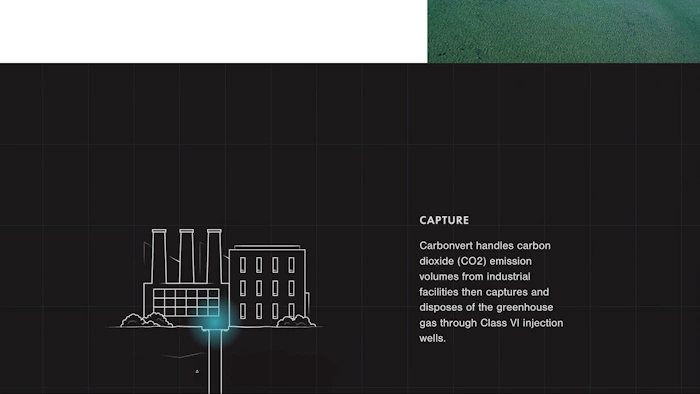 CAPTURE
Carbonvert handles carbon
dioxide (CO2) emission
volumes from industrial
facilities then captures and
disposes of the greenhouse
gas through Class VI injection
wells.